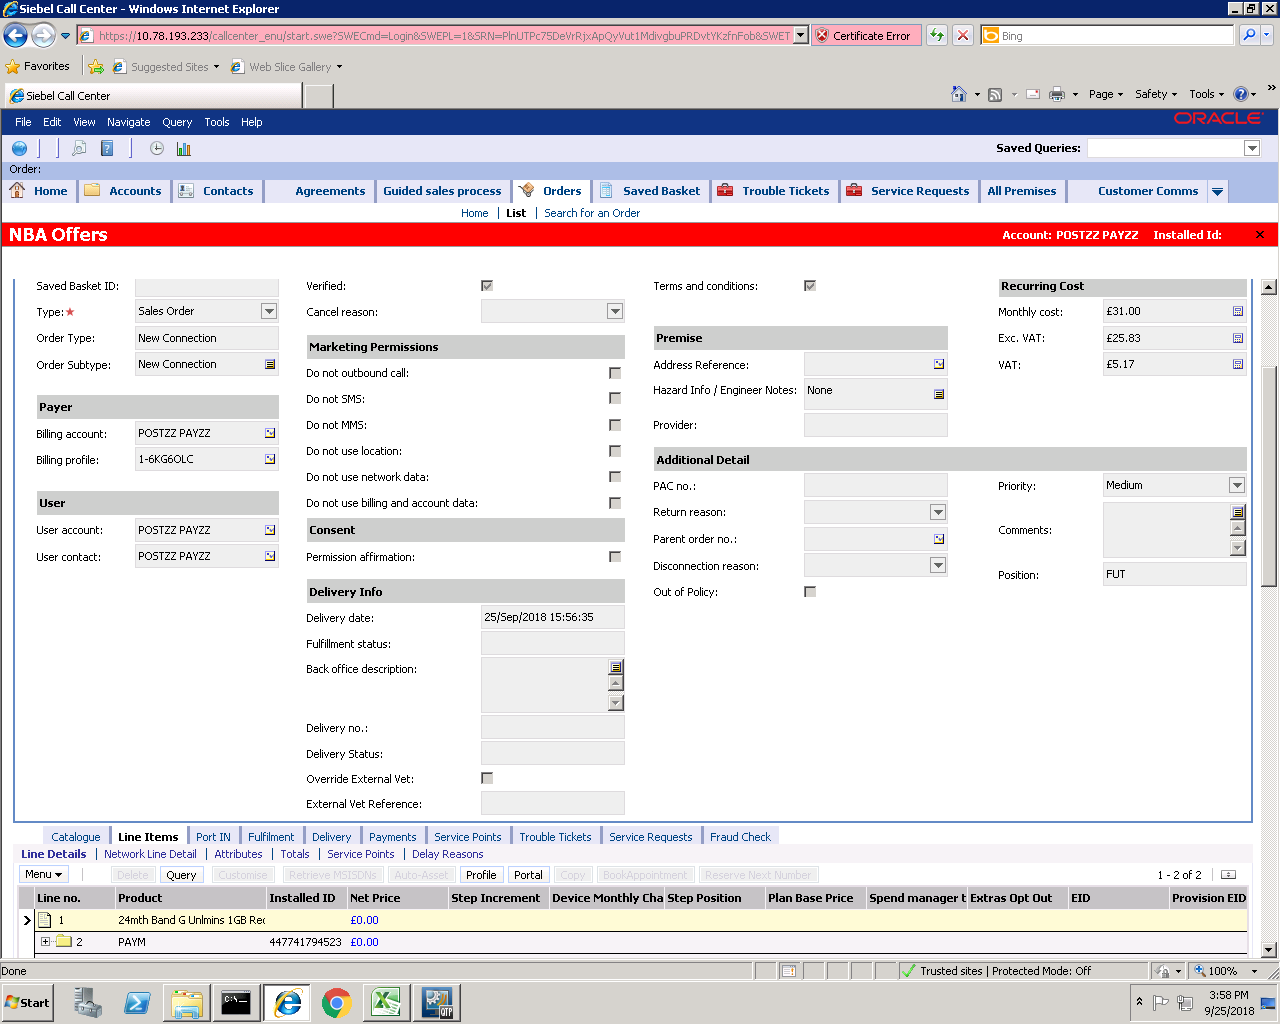 Siebel Call Center - Windows Internet Explorer
https://10.78.193.233/callcenter_enu/start.swe?SWECmd=Login&SWEPL=1&SRN=
Certificate Error
Bing
Favorites Suggested Sites Web Slice Gallery
Siebel Call Center
Page Safety Tools
File Edit View Navigate Query Tools Help
ORACLE
Saved Queries:
Order:
Home Accounts Contacts Agreements Guided sales process Orders Saved Basket Trouble Tickets Service Requests All Premises Customer Comms
Home List Search for an Order
NBA Offers Account: POSTZZ PAYZZ Installed Id:
Saved Basket ID: Verified: Terms and conditions: Recurring Cost
Type: Sales Order Cancel reason: Monthly cost: £31.00
Order Type: New Connection Premise Exc. VAT: £25.83
Marketing Permissions
Order Subtype: New Connection Address Reference: VAT: £5.17
Do not outbound call:
Hazard Info / Engineer Notes: None
Payer Do not SMS:
Billing account: POSTZZ PAYZZ Do not MMS: Provider:
Billing profile: 1-6KG6OLC Do not use location: Additional Detail
Do not use network data: PAC no.: Priority: Medium
User Do not use billing and account data: Return reason:
User account: POSTZZ PAYZZ Consent Comments:
Parent order no.:
User contact: POSTZZ PAYZZ Permission affirmation: Disconnection reason:
Position: FUT
Delivery Info Out of Policy:
Delivery date: 25/Sep/2018 15:56:35
Fulfillment status:
Back office description:
Delivery no.:
Delivery Status:
Override External Vet:
External Vet Reference:
Catalogue Line Items Port IN Fulfilment Delivery Payments Service Points Trouble Tickets Service Requests Fraud Check
Line Details Network Line Detail Attributes Totals Service Points Delay Reasons
Menu Delete Query Customise Retrieve MSISDNs Auto-Asset Profile Portal Copy BookAppointment Reserve Next Number 1 - 2 of 2
Line no. Product Installed ID Net Price Step Increment Device Monthly Cha Step Position Plan Base Price Spend manager t Extras Opt Out EID Provision EID
1 24mth Band G Unlmins 1GB Rec £0.00
2 PAYM 447741794523 £0.00
Done Trusted sites | Protected Mode: Off 100%
Start C:\ QTP 3:58 PM
9/25/2018